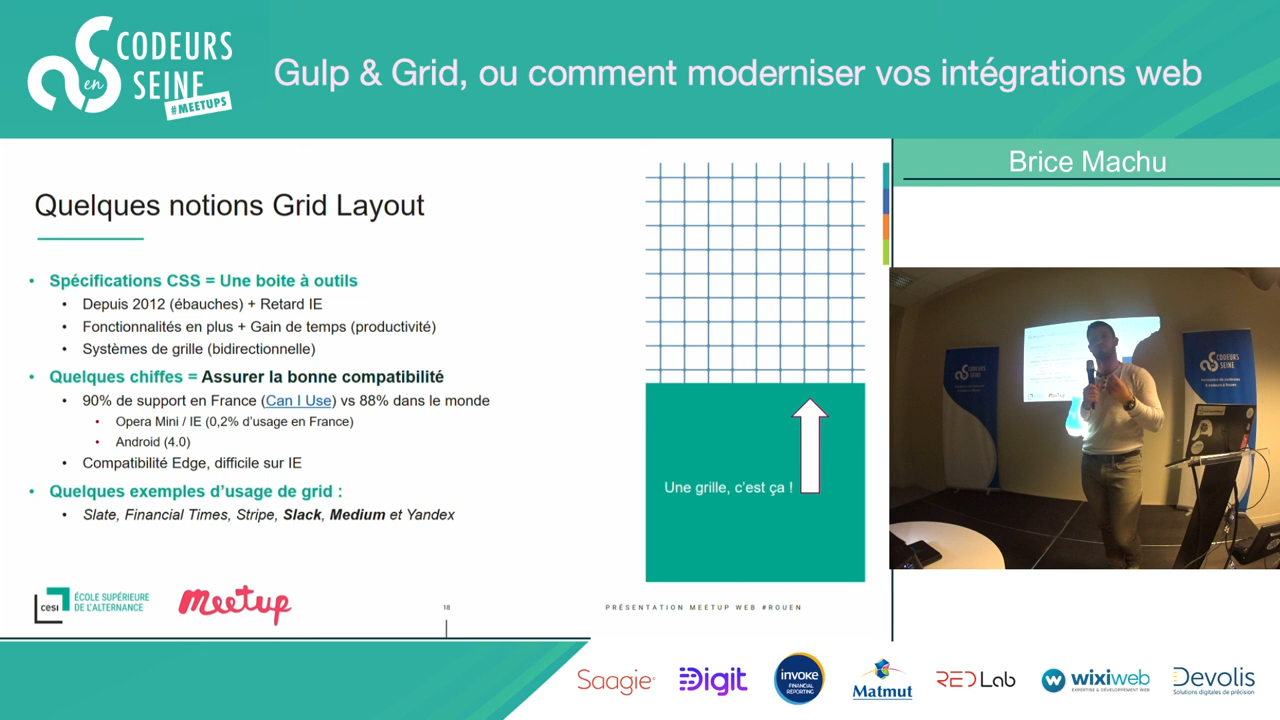 CODEURS
en
SEINE
#MEETUPS
Gulp & Grid, ou comment moderniser vos intégrations web
Brice Machu
Quelques notions Grid Layout
• Spécifications CSS = Une boite à outils
• Depuis 2012 (ébauches) + Retard IE
• Fonctionnalités en plus + Gain de temps (productivité)
• Systèmes de grille (bidirectionnelle)
• Quelques chiffes = Assurer la bonne compatibilité
• 90% de support en France (Can I Use) vs 88% dans le monde
• Opera Mini / IE (0,2% d'usage en France)
• Android (4.0)
• Compatibilité Edge, difficile sur IE
• Quelques exemples d'usage de grid :
• Slate, Financial Times, Stripe, Slack, Medium et Yandex
Une grille, c'est ça !
CODEURS
SEINE
CODEURS
SEINE
cesi
ÉCOLE SUPÉRIEURE
DE L'ALTERNANCE
meetup
18
PRÉSENTATION MEETUP WEB #ROUEN
Saagie
Digit
invoke
FINANCIAL
REPORTING
Matmut
RED Lab
wixiweb
EXPERTISE & DÉVELOPPEMENT WEB
Devolis
Solutions digitales de précision